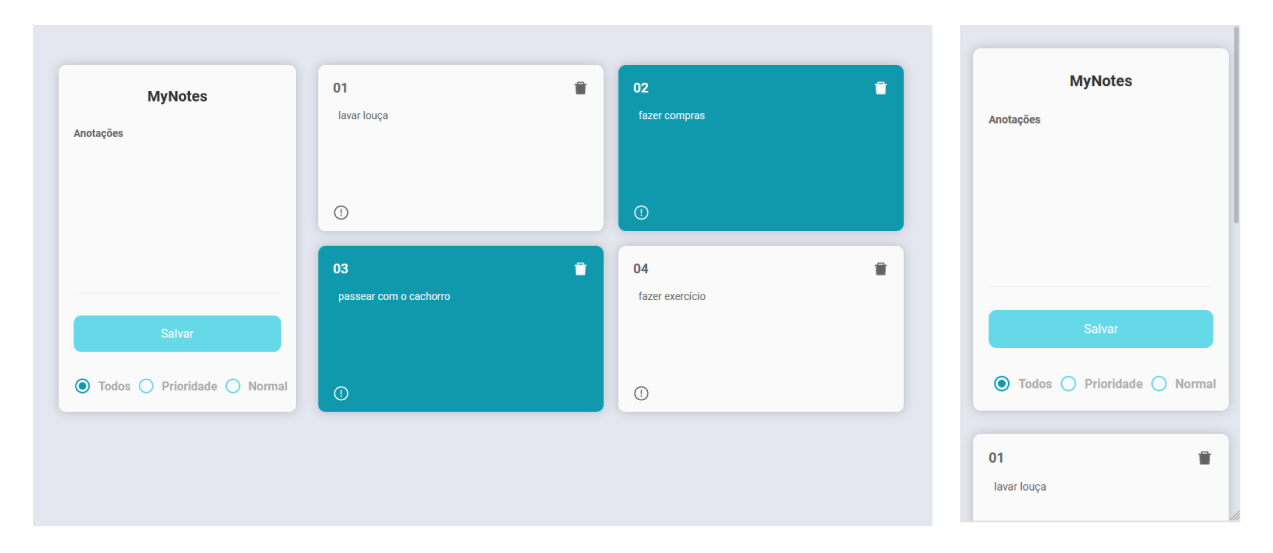 MyNotes
Anotações
Salvar
Todos Prioridade Normal
01
lavar louça
02
fazer compras
03
passear com o cachorro
04
fazer exercício
MyNotes
Anotações
Salvar
Todos Prioridade Normal
01
lavar louça